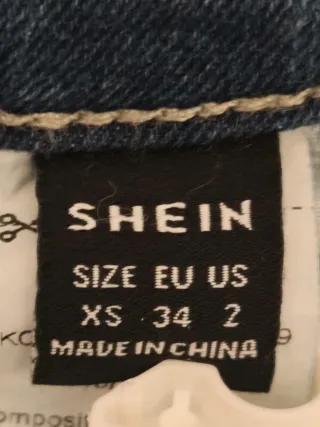 SHEIN
SIZE EU US
XS 34 2
MADE IN CHINA